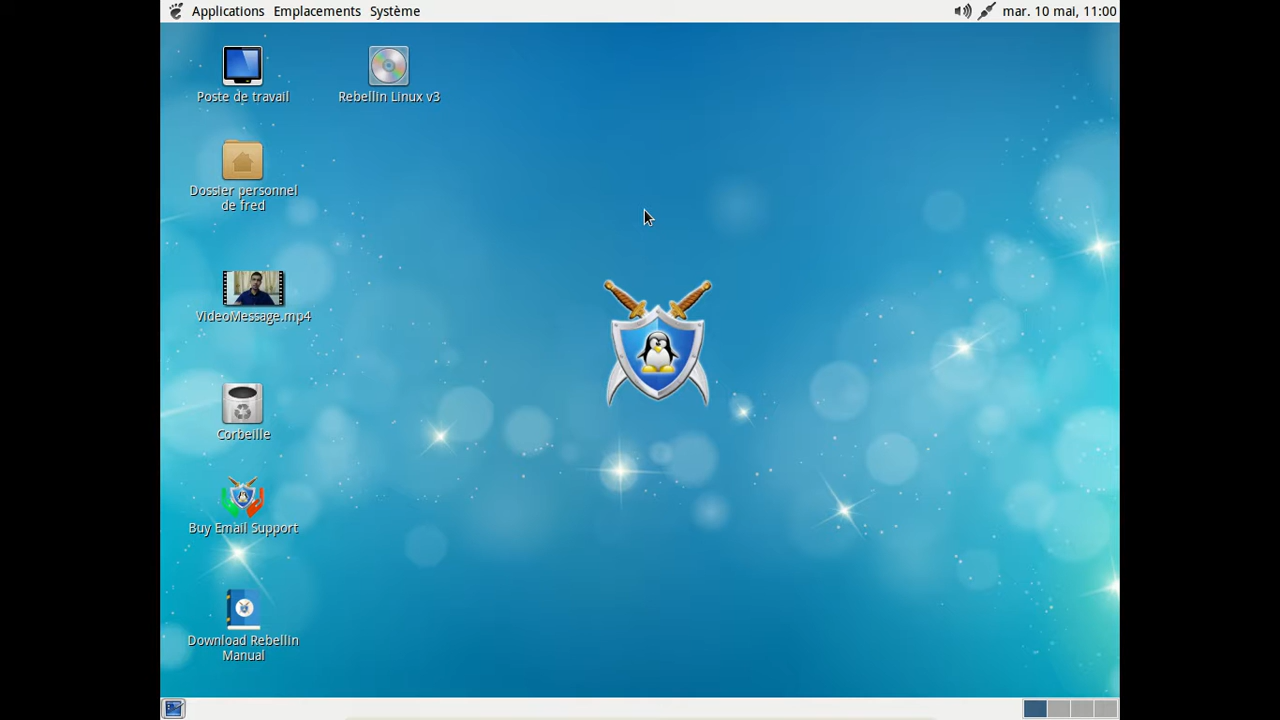 Applications Emplacements Système
mar. 10 mai, 11:00
Poste de travail
Rebellin Linux v3
Dossier personnel
de fred
VideoMessage.mp4
Corbeille
Buy Email Support
Download Rebellin
Manual